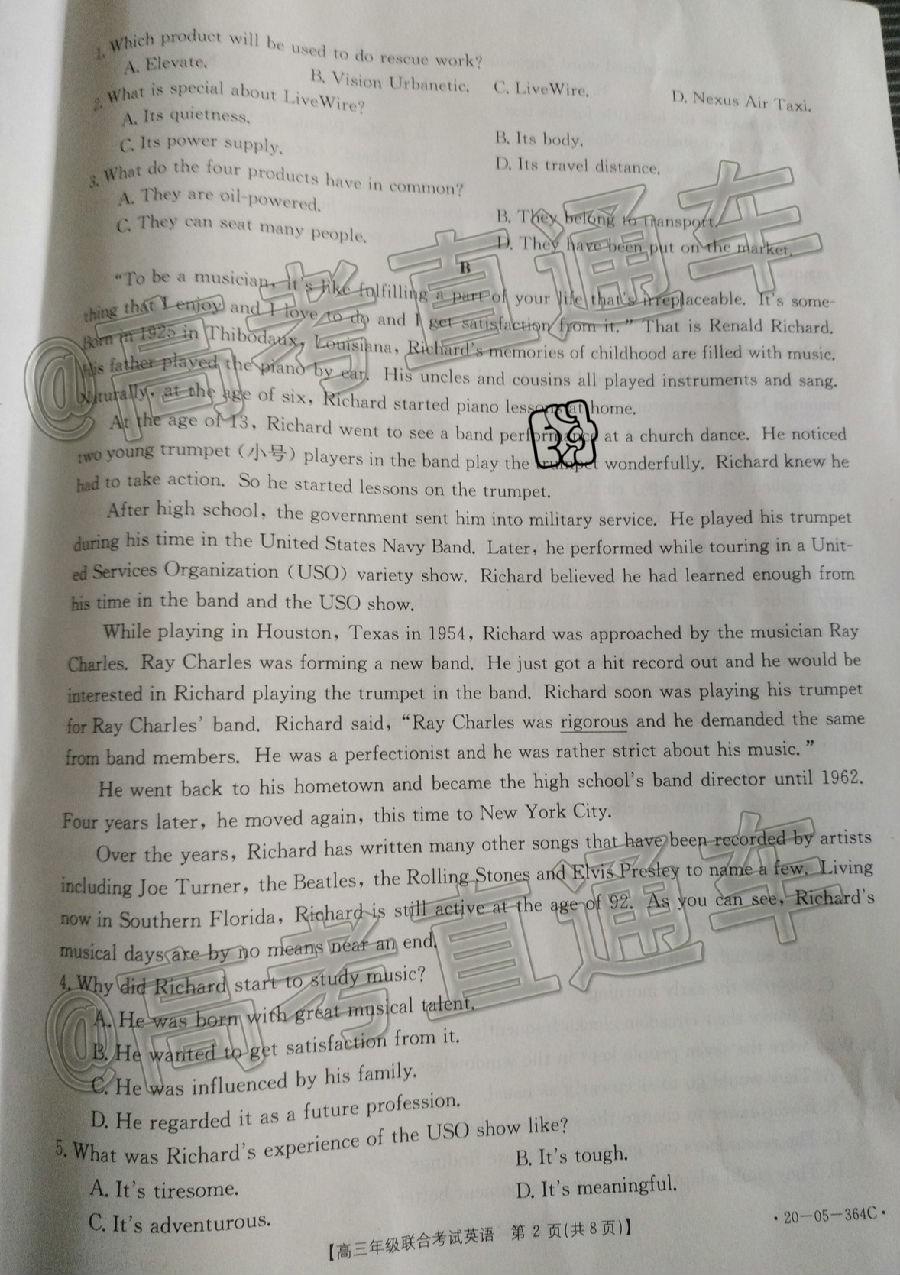 1. Which product will be used to do rescue work?
A. Elevate. B. Vision Urbanetic. C. LiveWire. D. Nexus Air Taxi.
2. What is special about LiveWire?
A. Its quietness. B. Its body.
C. Its power supply. D. Its travel distance.
3. What do the four products have in common?
A. They are oil-powered. B. They belong to transport.
C. They can seat many people. D. They have been put on the market.
B
"To be a musician, it's like fulfilling a part of your life that's irreplaceable. It's some-
thing that I enjoy and I love to do and I get satisfaction from it." That is Renald Richard.
Born in 1925 in Thibodaux, Louisiana, Richard's memories of childhood are filled with music.
His father played the piano by ear. His uncles and cousins all played instruments and sang.
Naturally, at the age of six, Richard started piano lessons at home.
At the age of 13, Richard went to see a band performance at a church dance. He noticed
two young trumpet (小号) players in the band play the trumpet wonderfully. Richard knew he
had to take action. So he started lessons on the trumpet.
After high school, the government sent him into military service. He played his trumpet
during his time in the United States Navy Band. Later, he performed while touring in a Unit-
ed Services Organization (USO) variety show. Richard believed he had learned enough from
his time in the band and the USO show.
While playing in Houston, Texas in 1954, Richard was approached by the musician Ray
Charles. Ray Charles was forming a new band. He just got a hit record out and he would be
interested in Richard playing the trumpet in the band. Richard soon was playing his trumpet
for Ray Charles' band. Richard said, "Ray Charles was rigorous and he demanded the same
from band members. He was a perfectionist and he was rather strict about his music."
He went back to his hometown and became the high school's band director until 1962.
Four years later, he moved again, this time to New York City.
Over the years, Richard has written many other songs that have been recorded by artists
including Joe Turner, the Beatles, the Rolling Stones and Elvis Presley to name a few. Living
now in Southern Florida, Richard is still active at the age of 92. As you can see, Richard's
musical days are by no means near an end.
4. Why did Richard start to study music?
A. He was born with great musical talent.
B. He wanted to get satisfaction from it.
C. He was influenced by his family.
D. He regarded it as a future profession.
5. What was Richard's experience of the USO show like?
A. It's tiresome. B. It's tough.
C. It's adventurous. D. It's meaningful.
【高三年级联合考试英语 第 2 页(共 8 页)】 ·20-05-364C·
@高考直通车
@高考直通车